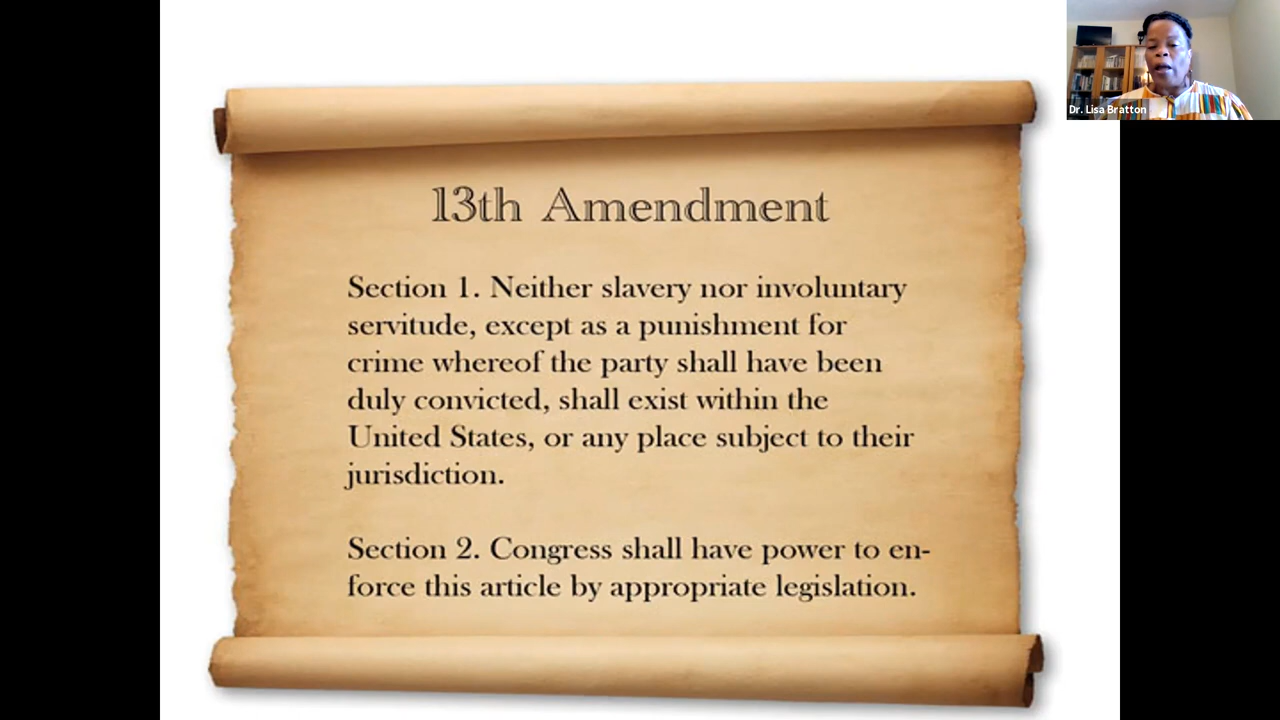 Dr. Lisa Bratton
13th Amendment
Section 1. Neither slavery nor involuntary
servitude, except as a punishment for
crime whereof the party shall have been
duly convicted, shall exist within the
United States, or any place subject to their
jurisdiction.
Section 2. Congress shall have power to en-
force this article by appropriate legislation.